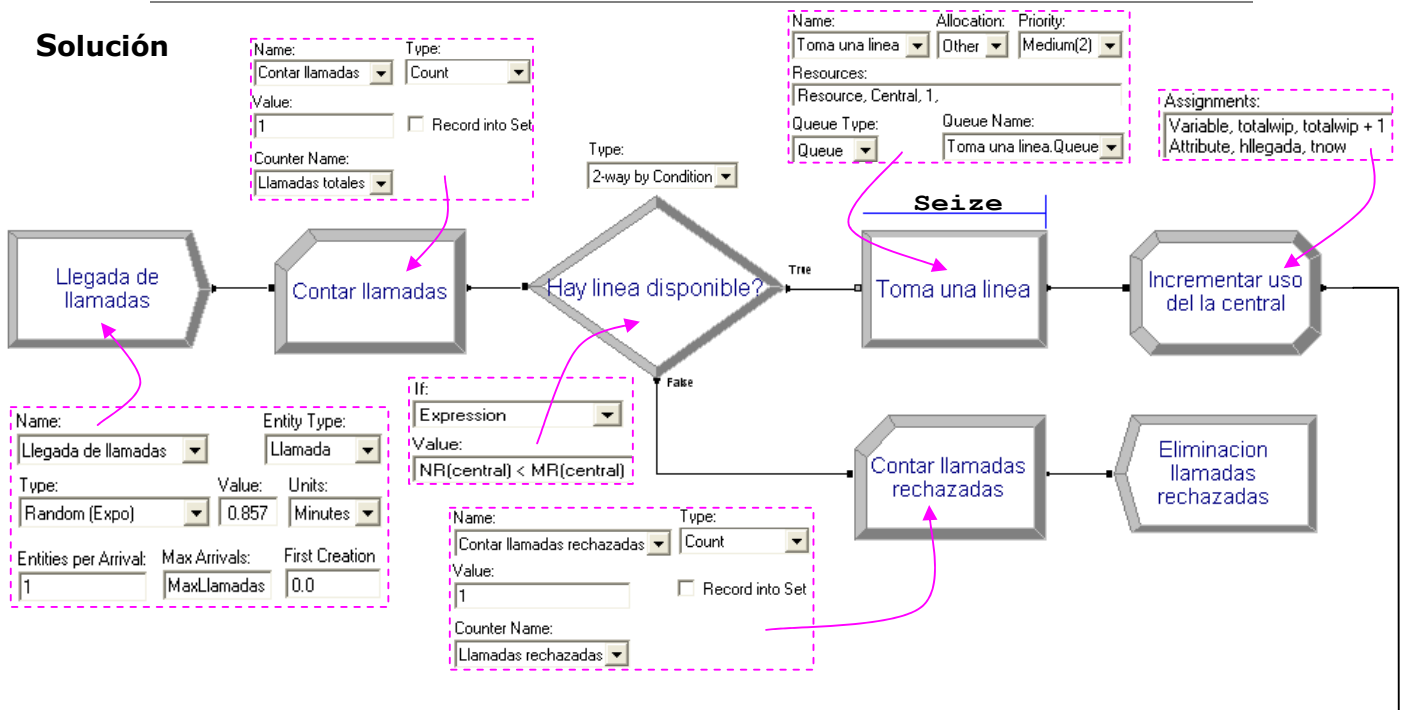 Solución
Name: Type:
Contar llamadas Count
Value:
1 Record into Set
Counter Name:
Llamadas totales
Type:
2-way by Condition
Name: Allocation: Priority:
Toma una linea Other Medium(2)
Resources:
Resource, Central, 1,
Queue Type: Queue Name:
Queue Toma una linea.Queue
Assignments:
Variable, totalwip, totalwip + 1
Attribute, hllegada, tnow
Seize
Llegada de
llamadas
Contar llamadas
Hay linea disponible?
True
False
Toma una linea
Incrementar uso
del la central
Name: Entity Type:
Llegada de llamadas Llamada
Type: Value: Units:
Random (Expo) 0.857 Minutes
Entities per Arrival: Max Arrivals: First Creation
1 MaxLlamadas 0.0
If:
Expression
Value:
NR(central) < MR(central)
Contar llamadas
rechazadas
Eliminacion
llamadas
rechazadas
Name: Type:
Contar llamadas rechazadas Count
Value:
1 Record into Set
Counter Name:
Llamadas rechazadas